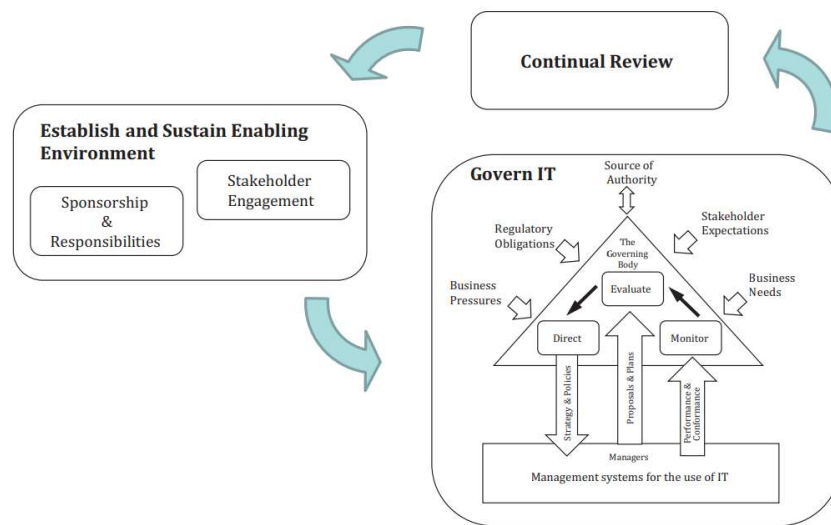 Continual Review
Establish and Sustain Enabling
Environment
Sponsorship
&
Responsibilities
Stakeholder
Engagement
Govern IT
Source of
Authority
Regulatory
Obligations
Stakeholder
Expectations
The
Governing
Body
Business
Pressures
Evaluate
Business
Needs
Direct
Monitor
Strategy & Policies
Proposals & Plans
Performance &
Conformance
Managers
Management systems for the use of IT